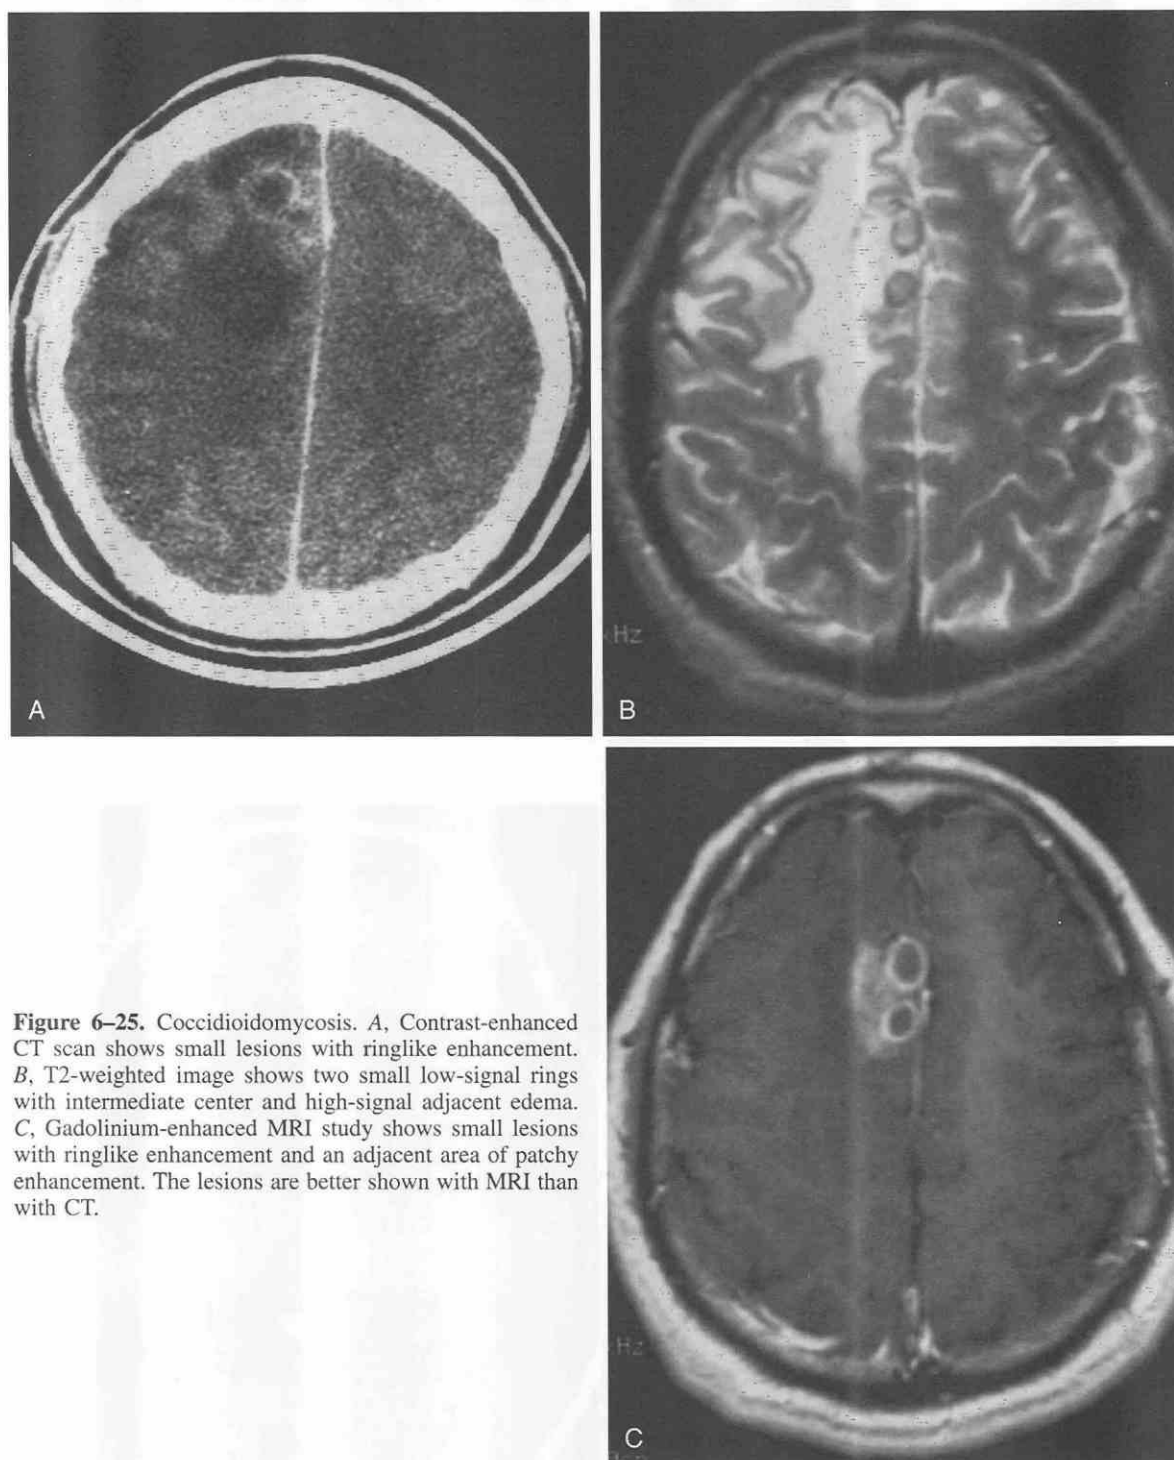 A
B
xHz
Figure 6–25. Coccidioidomycosis. A, Contrast-enhanced
CT scan shows small lesions with ringlike enhancement.
B, T2-weighted image shows two small low-signal rings
with intermediate center and high-signal adjacent edema.
C, Gadolinium-enhanced MRI study shows small lesions
with ringlike enhancement and an adjacent area of patchy
enhancement. The lesions are better shown with MRI than
with CT.
Hz
C